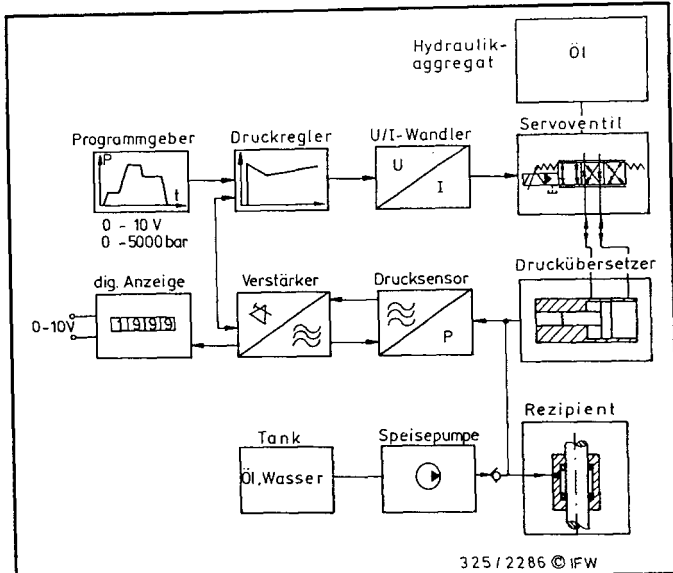 Hydraulik-
aggregat
Öl
Programmgeber
Druckregler
U/I-Wandler
Servoventil
P
t
U
I
0 - 10 V
0 - 5000 bar
Druckübersetzer
dig. Anzeige
Verstärker
Drucksensor
0-10V
1999
P
Tank
Speisepumpe
Rezipient
Öl, Wasser
325 / 2286 © IFW